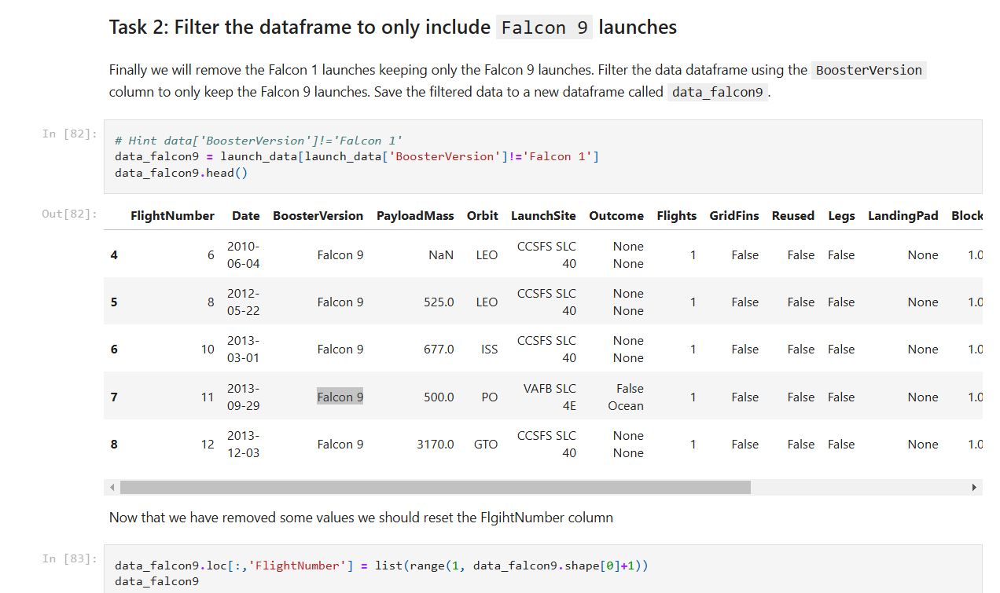 Task 2: Filter the dataframe to only include Falcon 9 launches
Finally we will remove the Falcon 1 launches keeping only the Falcon 9 launches. Filter the data dataframe using the BoosterVersion
column to only keep the Falcon 9 launches. Save the filtered data to a new dataframe called data_falcon9.
In [82]:
# Hint data['BoosterVersion']!='Falcon 1'
data_falcon9 = launch_data[launch_data['BoosterVersion']!='Falcon 1']
data_falcon9.head()
Out[82]:
FlightNumber Date BoosterVersion PayloadMass Orbit LaunchSite Outcome Flights GridFins Reused Legs LandingPad Block
4 6 2010-06-04 Falcon 9 NaN LEO CCSFS SLC 40 None None 1 False False False None 1.0
5 8 2012-05-22 Falcon 9 525.0 LEO CCSFS SLC 40 None None 1 False False False None 1.0
6 10 2013-03-01 Falcon 9 677.0 ISS CCSFS SLC 40 None None 1 False False False None 1.0
7 11 2013-09-29 Falcon 9 500.0 PO VAFB SLC 4E False Ocean 1 False False False None 1.0
8 12 2013-12-03 Falcon 9 3170.0 GTO CCSFS SLC 40 None None 1 False False False None 1.0
Now that we have removed some values we should reset the FlgihtNumber column
In [83]:
data_falcon9.loc[:,'FlightNumber'] = list(range(1, data_falcon9.shape[0]+1))
data_falcon9